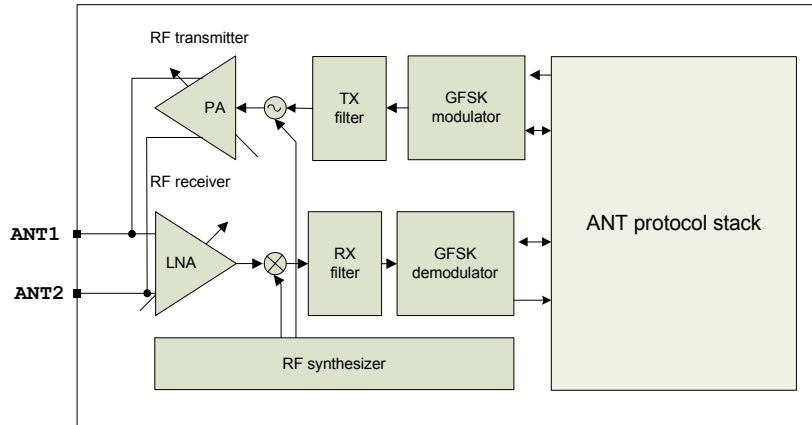 RF transmitter
PA
TX
filter
GFSK
modulator
ANT protocol stack
RF receiver
ANT1
LNA
RX
filter
GFSK
demodulator
ANT2
RF synthesizer